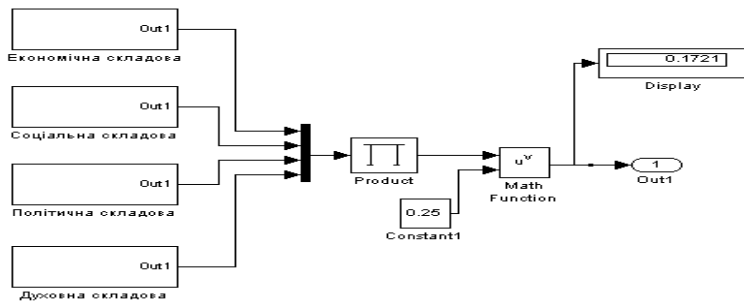 Out1
Економічна складова
Out1
Соціальна складова
Out1
Політична складова
Out1
Духовна складова
Product
0.25
Constant1
u^v
Math
Function
0.1721
Display
1
Out1